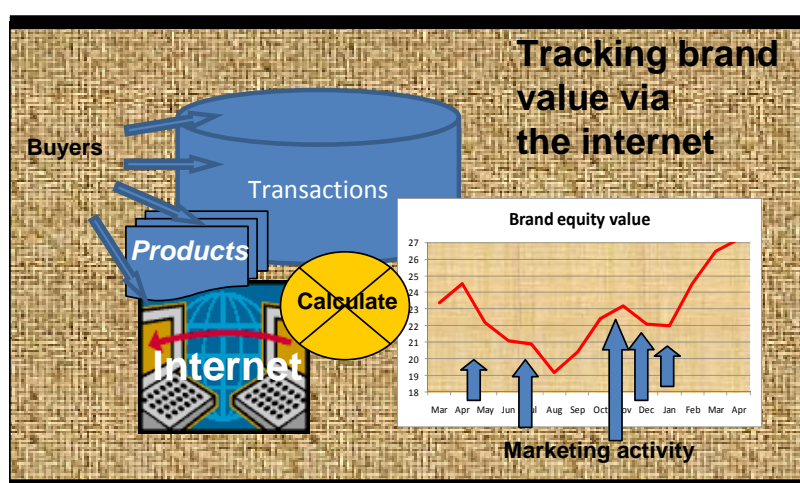 Tracking brand
value via
the internet
Buyers
Transactions
Products
Calculate
Internet
Brand equity value
27
26
25
24
23
22
21
20
19
18
Mar Apr May Jun Jul Aug Sep Oct Nov Dec Jan Feb Mar Apr
Marketing activity